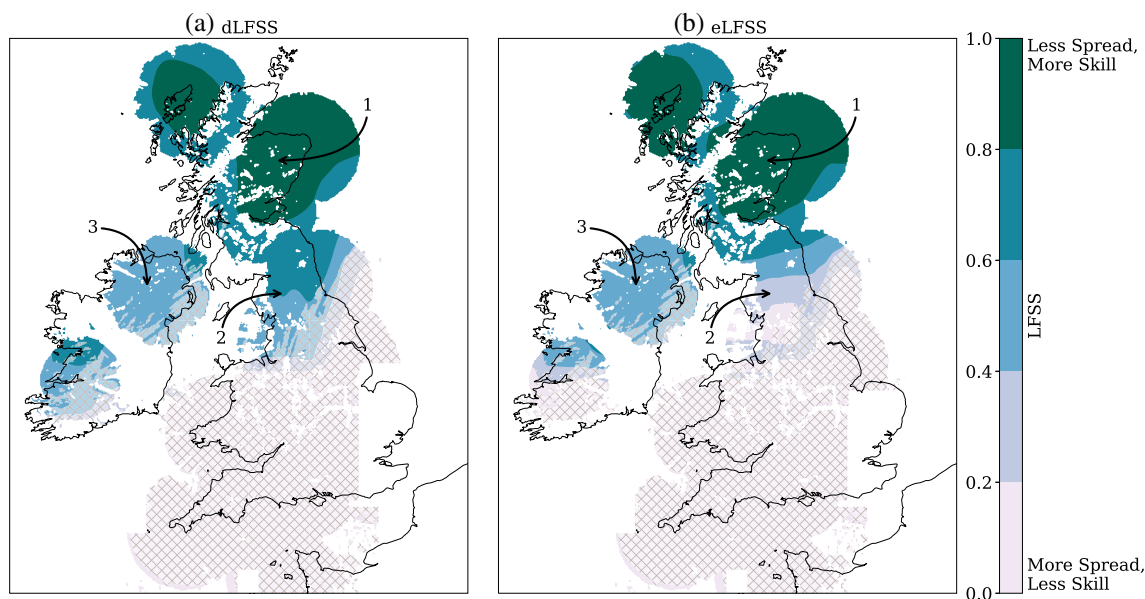 (a) dLFSS
(b) eLFSS
1
2
3
1
2
3
1.0
0.8
0.6
0.4
0.2
0.0
LFSS
Less Spread,
More Skill
More Spread,
Less Skill